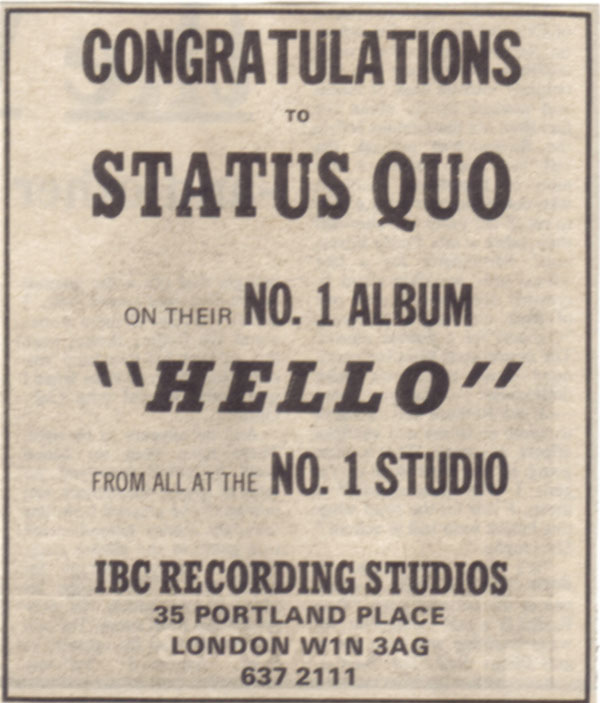 CONGRATULATIONS
TO
STATUS QUO
ON THEIR NO. 1 ALBUM
"HELLO"
FROM ALL AT THE NO. 1 STUDIO
IBC RECORDING STUDIOS
35 PORTLAND PLACE
LONDON W1N 3AG
637 2111